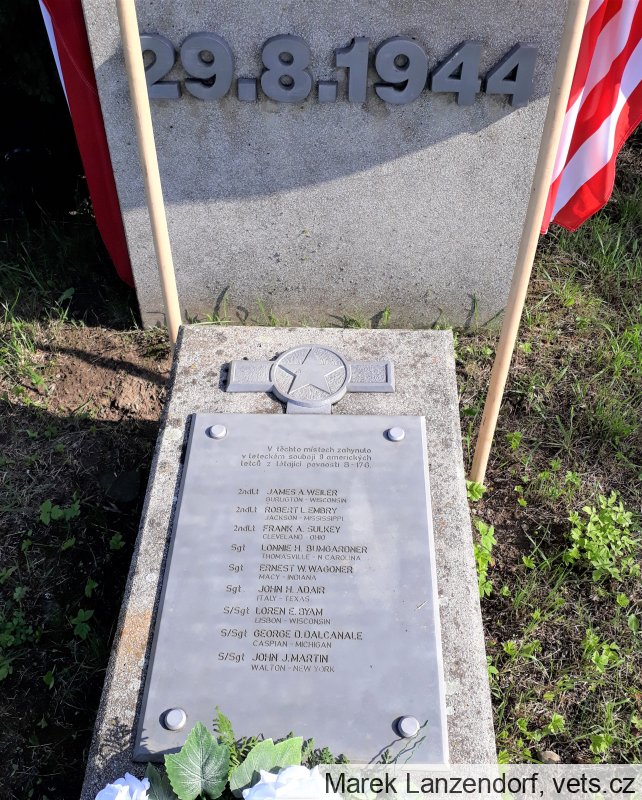 29.8.1944
V těchto místech zahynulo
v leteckém souboji 9 amerických
letců z létající pevnosti B-17G.
2ndLt JAMES A. WEILER
BURLIGTON - WISCONSIN
2ndLt ROBERT L. EMBRY
JACKSON - MISSISSIPPI
2ndLt FRANK A. SULKEY
CLEVELAND - OHIO
Sgt LONNIE H. BUMGARDNER
THOMASVILLE - N CAROLINA
Sgt ERNEST W. WAGONER
MACY - INDIANA
Sgt JOHN H. ADAIR
ITALY - TEXAS
S/Sgt LOREN E. BYAM
LISBON - WISCONSIN
S/Sgt GEORGE D. DALCANALE
CASPIAN - MICHIGAN
S/Sgt JOHN J. MARTIN
WALTON - NEW YORK
Marek Lanzendorf, vets.cz